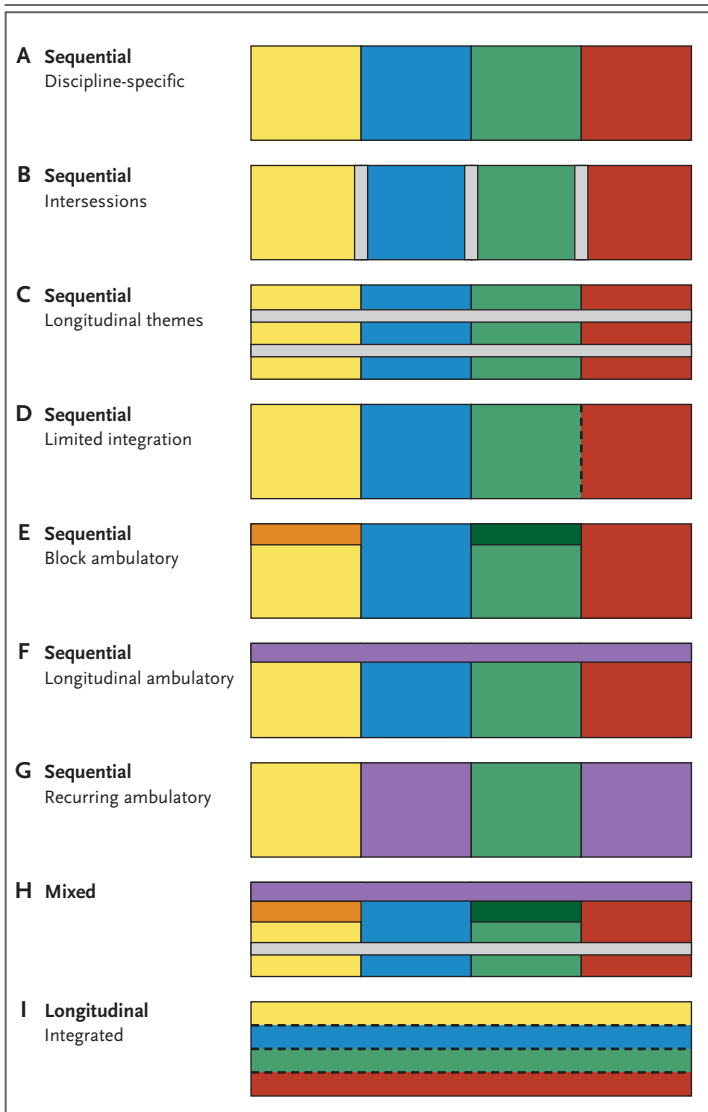 A Sequential
Discipline-specific
B Sequential
Intersessions
C Sequential
Longitudinal themes
D Sequential
Limited integration
E Sequential
Block ambulatory
F Sequential
Longitudinal ambulatory
G Sequential
Recurring ambulatory
H Mixed
I Longitudinal
Integrated